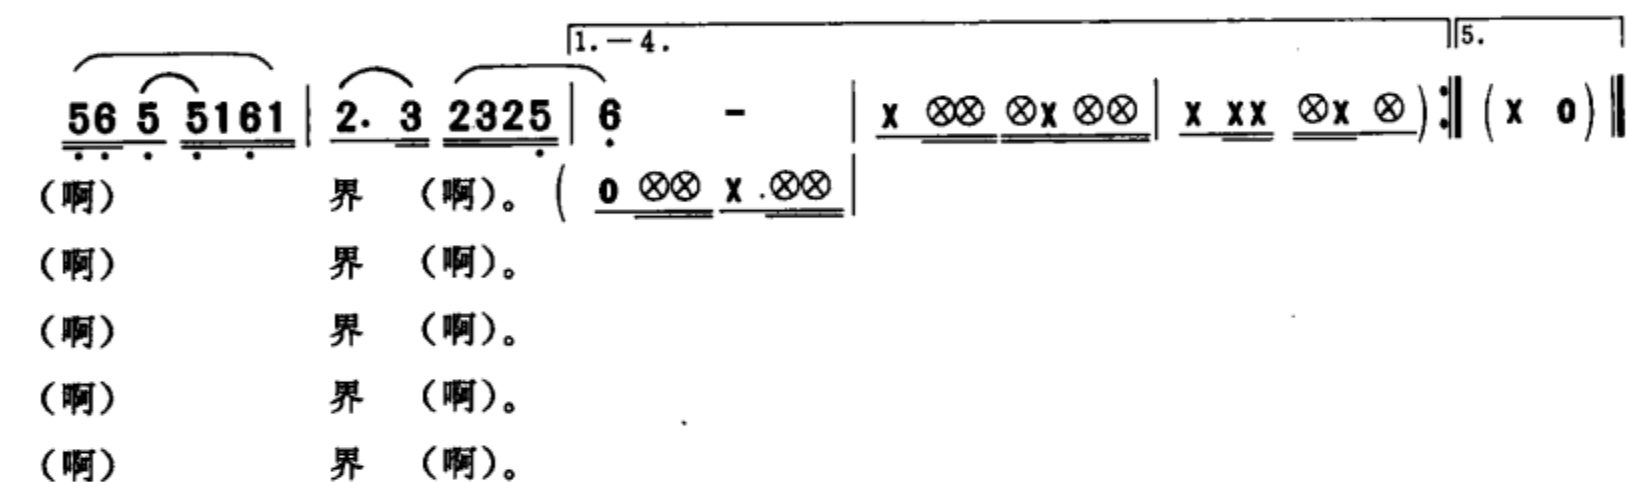 1.—4. 5.
56 5 5161 | 2. 3 2325 | 6 - | X ⊗⊗ ⊗X ⊗⊗ | X XX ⊗X ⊗) :‖ (X 0) ‖
(啊) 界 (啊)。 ( 0 ⊗⊗ X ⊗⊗ |
(啊) 界 (啊)。
(啊) 界 (啊)。
(啊) 界 (啊)。
(啊) 界 (啊)。